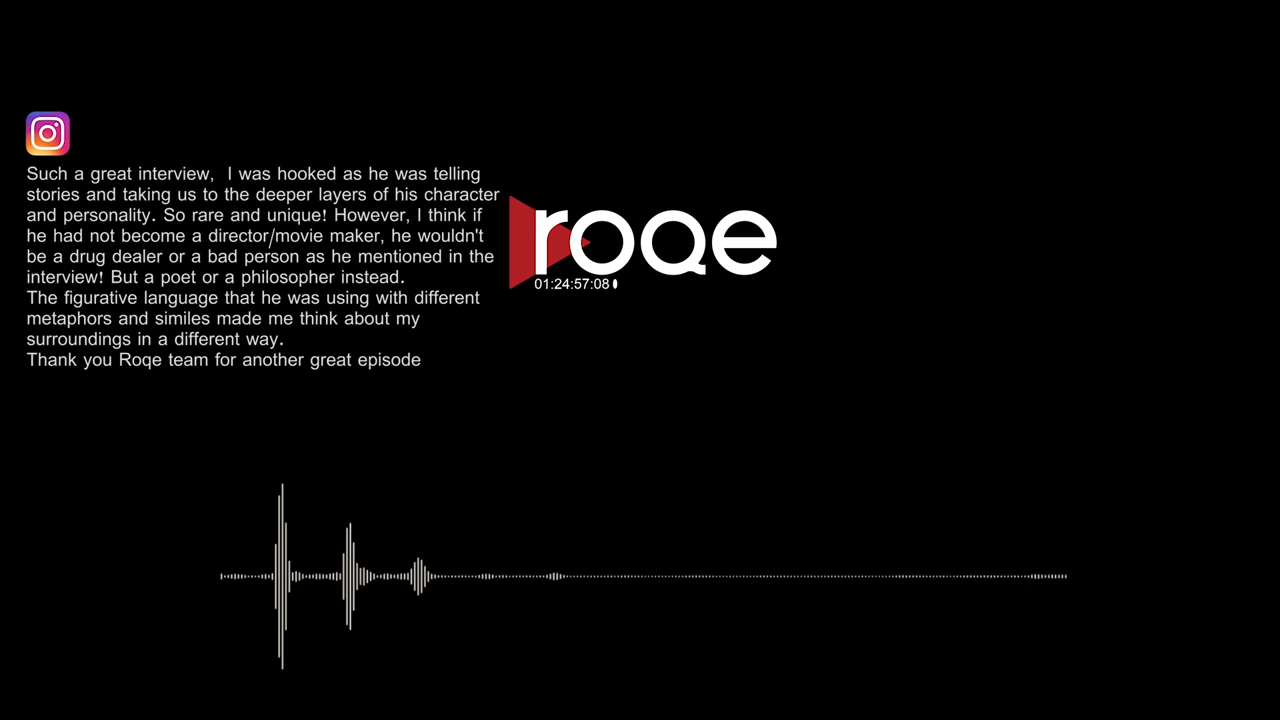 Such a great interview,  I was hooked as he was telling
stories and taking us to the deeper layers of his character
and personality. So rare and unique! However, I think if
he had not become a director/movie maker, he wouldn't
be a drug dealer or a bad person as he mentioned in the
interview! But a poet or a philosopher instead.
The figurative language that he was using with different
metaphors and similes made me think about my
surroundings in a different way.
Thank you Roqe team for another great episode
roqe
01:24:57:08